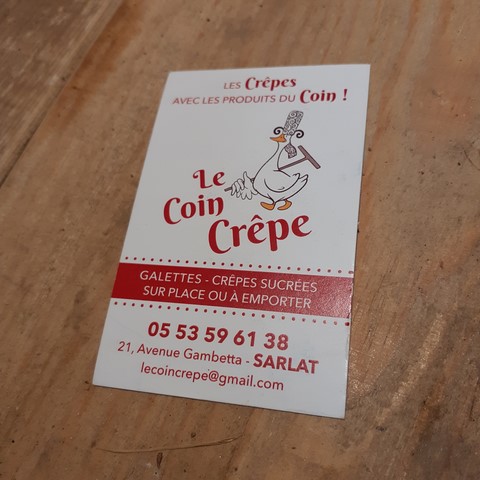 LES Crêpes
AVEC LES PRODUITS DU Coin !
Le
Coin
Crêpe
GALETTES - CRÊPES SUCRÉES
SUR PLACE OU À EMPORTER
05 53 59 61 38
21, Avenue Gambetta - SARLAT
lecoincrepe@gmail.com